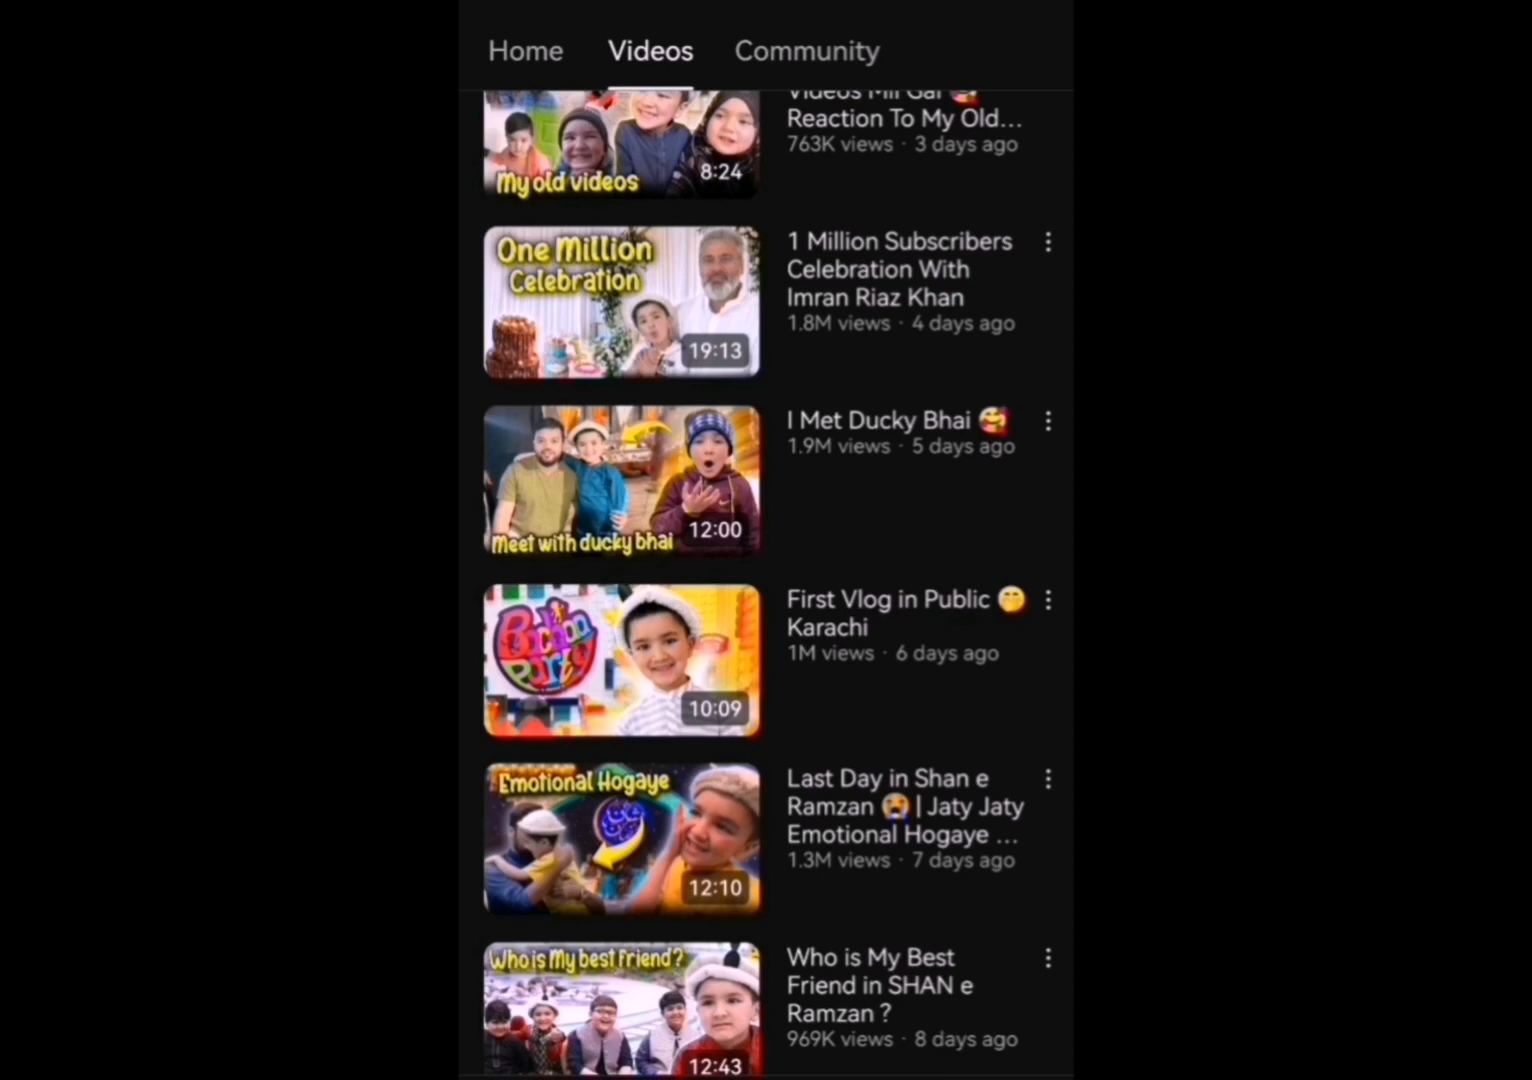 Home Videos Community
Videos Mil Gai
Reaction To My Old...
763K views · 3 days ago
My old videos
8:24
One Million
Celebration
19:13
1 Million Subscribers
Celebration With
Imran Riaz Khan
1.8M views · 4 days ago
Meet with ducky bhai
12:00
I Met Ducky Bhai 🥰
1.9M views · 5 days ago
Bachaa
Party
10:09
First Vlog in Public 🤭
Karachi
1M views · 6 days ago
Emotional Hogaye
12:10
Last Day in Shan e
Ramzan 😭 | Jaty Jaty
Emotional Hogaye ...
1.3M views · 7 days ago
Who is My best friend?
12:43
Who is My Best
Friend in SHAN e
Ramzan ?
969K views · 8 days ago